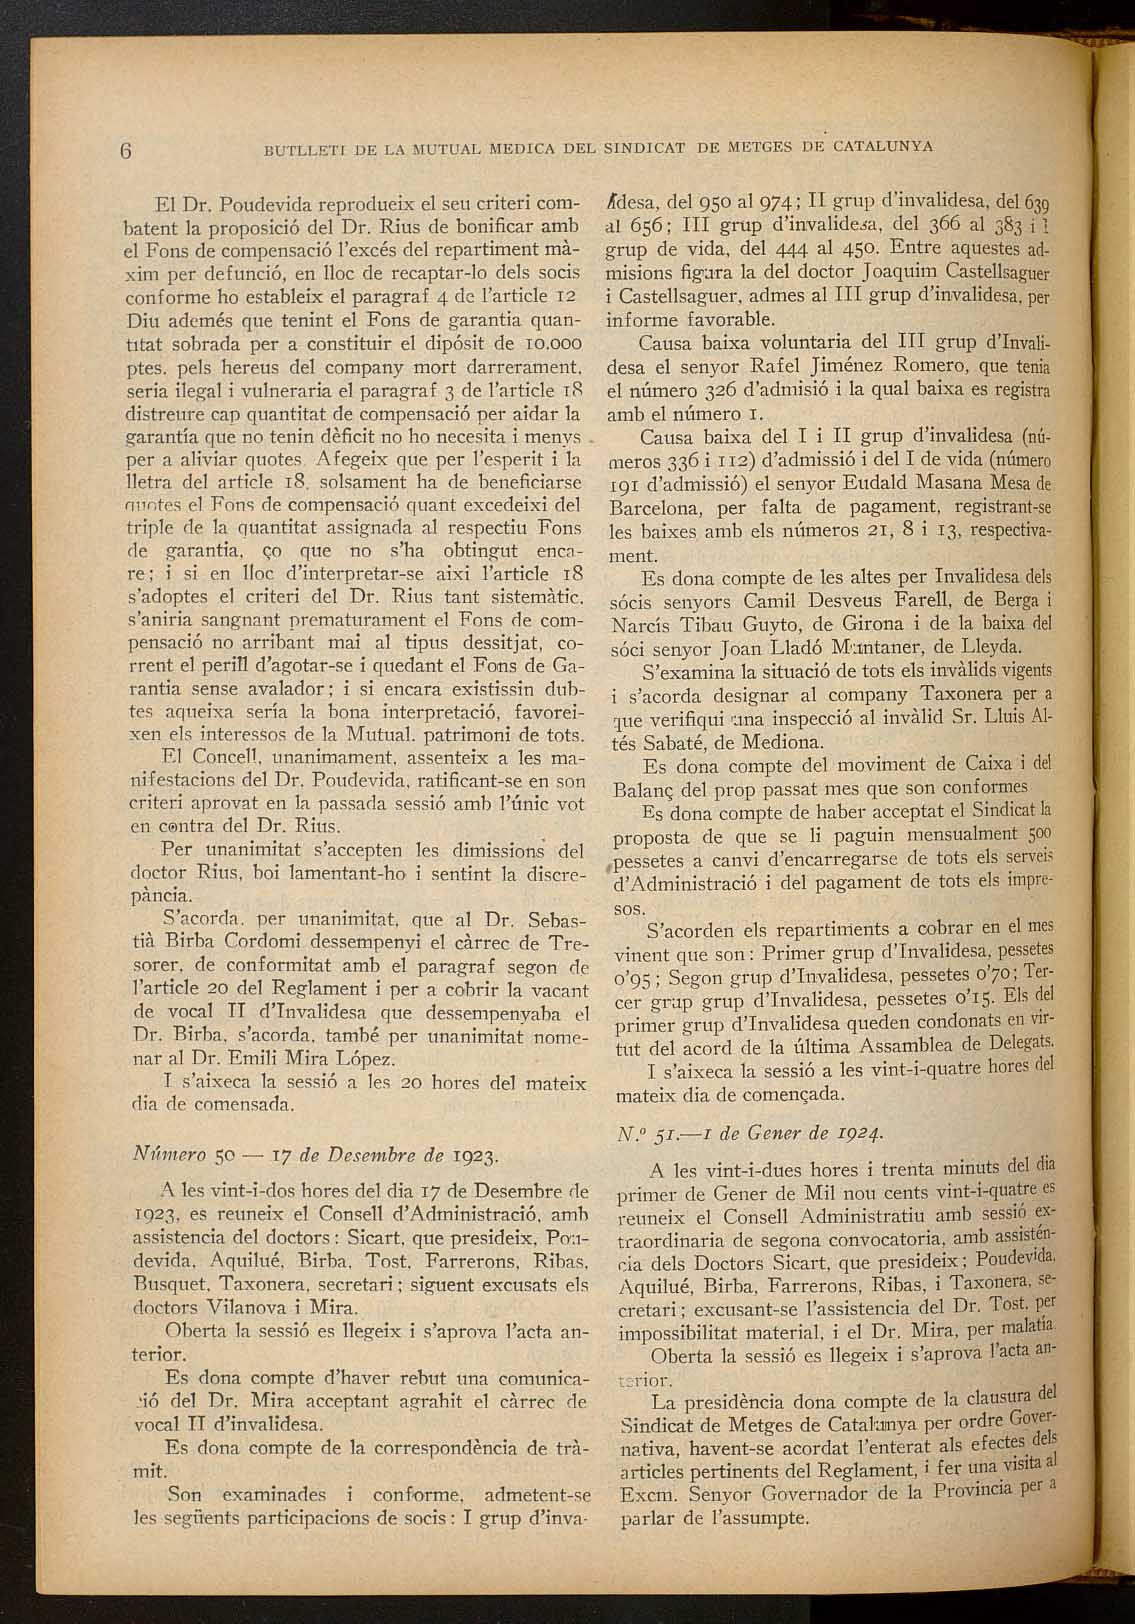 6
BUTLLETI DE LA MUTUAL MEDICA DEL SINDICAT DE METGES DE CATALUNYA
El Dr. Poudevida reprodueix el seu criteri com-
batent la proposició del Dr. Rius de bonificar amb
el Fons de compensació l'excés del repartiment mà-
xim per defunció, en lloc de recaptar-lo dels socis
conforme ho estableix el paragraf 4 de l'article 12
Diu ademés que tenint el Fons de garantia quan-
titat sobrada per a constituir el dipósit de 10.000
ptes. pels hereus del company mort darrerament,
seria ilegal i vulneraria el paragraf 3 de l'article 18
distreure cap quantitat de compensació per aidar la
garantía que no tenin dèficit no ho necesita i menys
per a aliviar quotes. Afegeix que per l'esperit i la
lletra del article 18, solsament ha de beneficiarse
quotes el Fons de compensació quant excedeixi del
triple de la quantitat assignada al respectiu Fons
de garantia, ço que no s'ha obtingut enca-
re; i si en lloc d'interpretar-se aixi l'article 18
s'adoptes el criteri del Dr. Rius tant sistemàtic,
s'aniria sangnant prematurament el Fons de com-
pensació no arribant mai al tipus dessitjat, co-
rrent el perill d'agotar-se i quedant el Fons de Ga-
rantia sense avalador; i si encara existissin dub-
tes aqueixa sería la bona interpretació, favorei-
xen els interessos de la Mutual, patrimoni de tots.
El Concell, unanimament, assenteix a les ma-
nifestacions del Dr. Poudevida, ratificant-se en son
criteri aprovat en la passada sessió amb l'únic vot
en contra del Dr. Rius.
Per unanimitat s'accepten les dimissions del
doctor Rius, boi lamentant-ho i sentint la discre-
pància.
S'acorda, per unanimitat, que al Dr. Sebas-
tià Birba Cordomi dessempenyi el càrrec de Tre-
sorer, de conformitat amb el paragraf segon de
l'article 20 del Reglament i per a cobrir la vacant
de vocal II d'Invalidesa que dessempenyaba el
Dr. Birba, s'acorda, també per unanimitat nome-
nar al Dr. Emili Mira López.
I s'aixeca la sessió a les 20 hores del mateix
dia de comensada.
Número 50 — 17 de Desembre de 1923.
A les vint-i-dos hores del dia 17 de Desembre de
1923, es reuneix el Consell d'Administració, amb
assistencia del doctors: Sicart, que presideix, Pou-
devida, Aquilué, Birba, Tost, Farrerons, Ribas,
Busquet, Taxonera, secretari; siguent excusats els
doctors Vilanova i Mira.
Oberta la sessió es llegeix i s'aprova l'acta an-
terior.
Es dona compte d'haver rebut una comunica-
ció del Dr. Mira acceptant agrahit el càrrec de
vocal II d'invalidesa.
Es dona compte de la correspondència de trà-
mit.
Son examinades i conforme, admetent-se
les següents participacions de socis: I grup d'inva-
lidesa, del 950 al 974; II grup d'invalidesa, del 639
al 656; III grup d'invalidesa, del 366 al 383 i I
grup de vida, del 444 al 450. Entre aquestes ad-
misions figura la del doctor Joaquim Castellsaguer
i Castellsaguer, admes al III grup d'invalidesa, per
informe favorable.
Causa baixa voluntaria del III grup d'Invali-
desa el senyor Rafel Jiménez Romero, que tenia
el número 326 d'admisió i la qual baixa es registra
amb el número 1.
Causa baixa del I i II grup d'invalidesa (nú-
meros 336 i 112) d'admissió i del I de vida (número
191 d'admissió) el senyor Eudald Masana Mesa de
Barcelona, per falta de pagament, registrant-se
les baixes amb els números 21, 8 i 13, respectiva-
ment.
Es dona compte de les altes per Invalidesa dels
sócis senyors Camil Desveus Farell, de Berga i
Narcís Tibau Guyto, de Girona i de la baixa del
sóci senyor Joan Lladó Muntaner, de Lleyda.
S'examina la situació de tots els invàlids vigents
i s'acorda designar al company Taxonera per a
que verifiqui una inspecció al invàlid Sr. Lluis Al-
tés Sabaté, de Mediona.
Es dona compte del moviment de Caixa i del
Balanç del prop passat mes que son conformes
Es dona compte de haber acceptat el Sindicat la
proposta de que se li paguin mensualment 500
pessetes a canvi d'encarregarse de tots els serveis
d'Administració i del pagament de tots els impre-
sos.
S'acorden els repartiments a cobrar en el mes
vinent que son: Primer grup d'Invalidesa, pessetes
0'95; Segon grup d'Invalidesa, pessetes 0'70; Ter-
cer grup grup d'Invalidesa, pessetes 0'15. Els del
primer grup d'Invalidesa queden condonats en vir-
tut del acord de la última Assamblea de Delegats.
I s'aixeca la sessió a les vint-i-quatre hores del
mateix dia de començada.
N.º 51.—1 de Gener de 1924.
A les vint-i-dues hores i trenta minuts del dia
primer de Gener de Mil nou cents vint-i-quatre es
reuneix el Consell Administratiu amb sessió ex-
traordinaria de segona convocatoria, amb assistén-
cia dels Doctors Sicart, que presideix; Poudevida,
Aquilué, Birba, Farrerons, Ribas, i Taxonera, se-
cretari; excusant-se l'assistencia del Dr. Tost, per
impossibilitat material, i el Dr. Mira, per malatía.
Oberta la sessió es llegeix i s'aprova l'acta an-
terior.
La presidència dona compte de la clausura del
Sindicat de Metges de Catalunya per ordre Gover-
nativa, havent-se acordat l'enterat als efectes dels
articles pertinents del Reglament, i fer una visita al
Excm. Senyor Governador de la Provincia per a
parlar de l'assumpte.